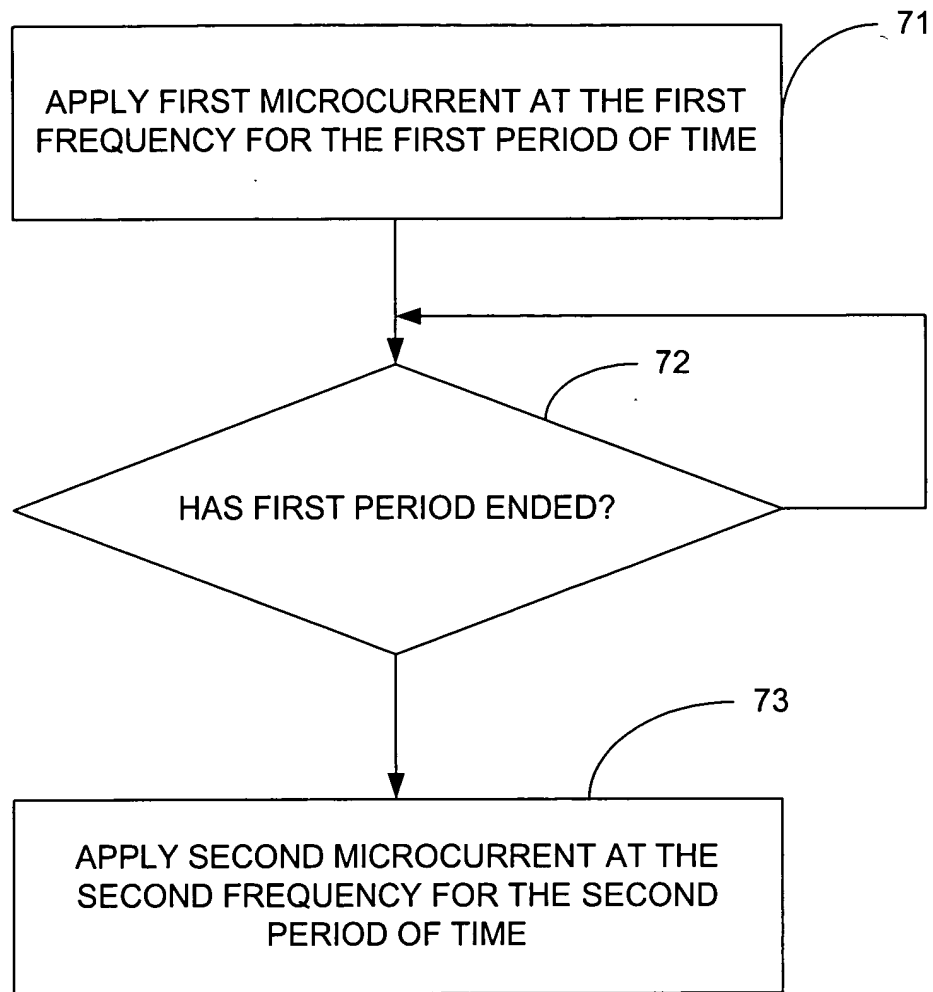 71
APPLY FIRST MICROCURRENT AT THE FIRST
FREQUENCY FOR THE FIRST PERIOD OF TIME
72
HAS FIRST PERIOD ENDED?
73
APPLY SECOND MICROCURRENT AT THE
SECOND FREQUENCY FOR THE SECOND
PERIOD OF TIME